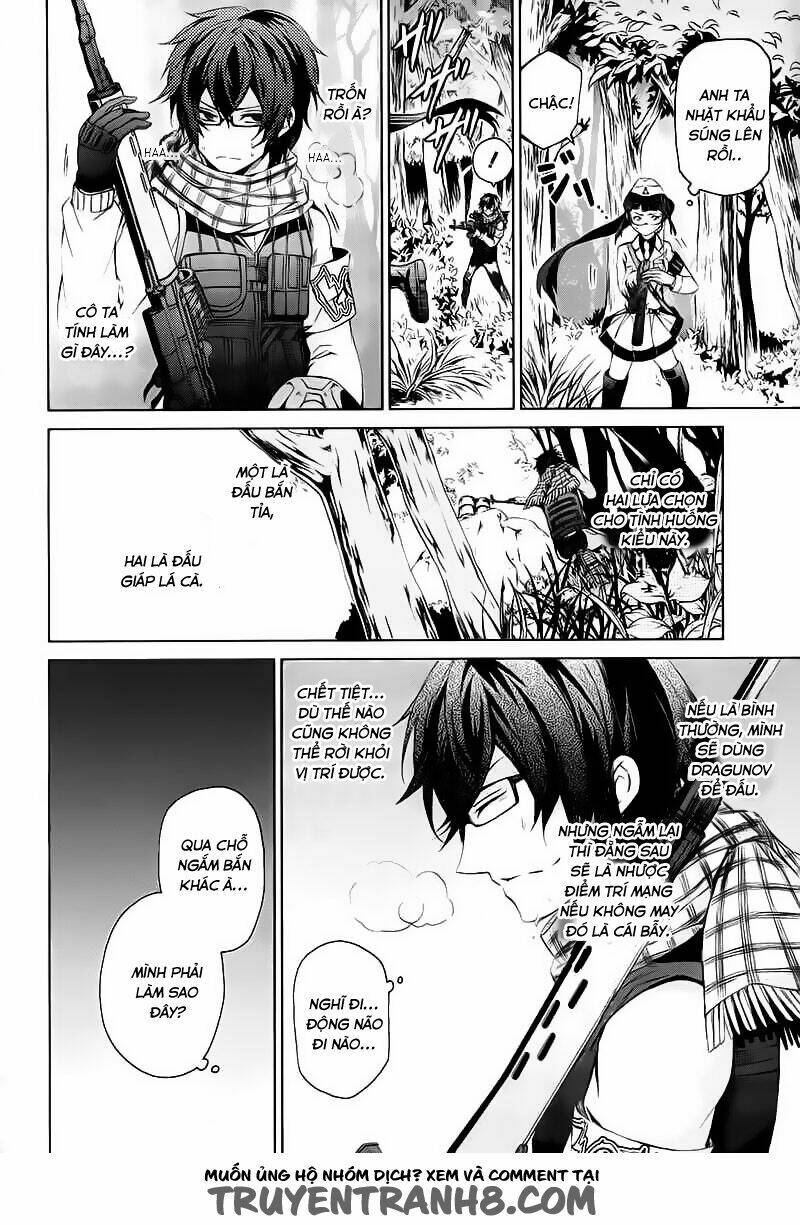 ANH TA
NHẶT KHẨU
SÚNG LÊN
RỒI..
CHẬC!
!
TRỐN
RỒI À?
HAA...
HAA...
CÔ TA
TÍNH LÀM
GÌ ĐÂY...?
CHỈ CÓ
HAI LỰA CHỌN
CHO TÌNH HUỐNG
KIỂU NÀY.
MỘT LÀ
ĐẤU BẮN
TỈA,
HAI LÀ ĐẤU
GIÁP LÁ CÀ.
NẾU LÀ BÌNH
THƯỜNG, MÌNH
SẼ DÙNG
DRAGUNOV
ĐỂ ĐẤU.
NHƯNG NGẪM LẠI
THÌ ĐẰNG SAU
SẼ LÀ NHƯỢC
ĐIỂM TRÍ MẠNG
NẾU KHÔNG MAY
ĐÓ LÀ CÁI BẪY.
CHẾT TIỆT...
DÙ THẾ NÀO
CŨNG KHÔNG
THỂ RỜI KHỎI
VỊ TRÍ ĐƯỢC.
NGHĨ ĐI...
ĐỘNG NÃO
ĐI NÀO...
QUA CHỖ
NGẮM BẮN
KHÁC À...
MÌNH PHẢI
LÀM SAO
ĐÂY?
MUỐN ỦNG HỘ NHÓM DỊCH? XEM VÀ COMMENT TẠI
TRUYENTRANH8.COM